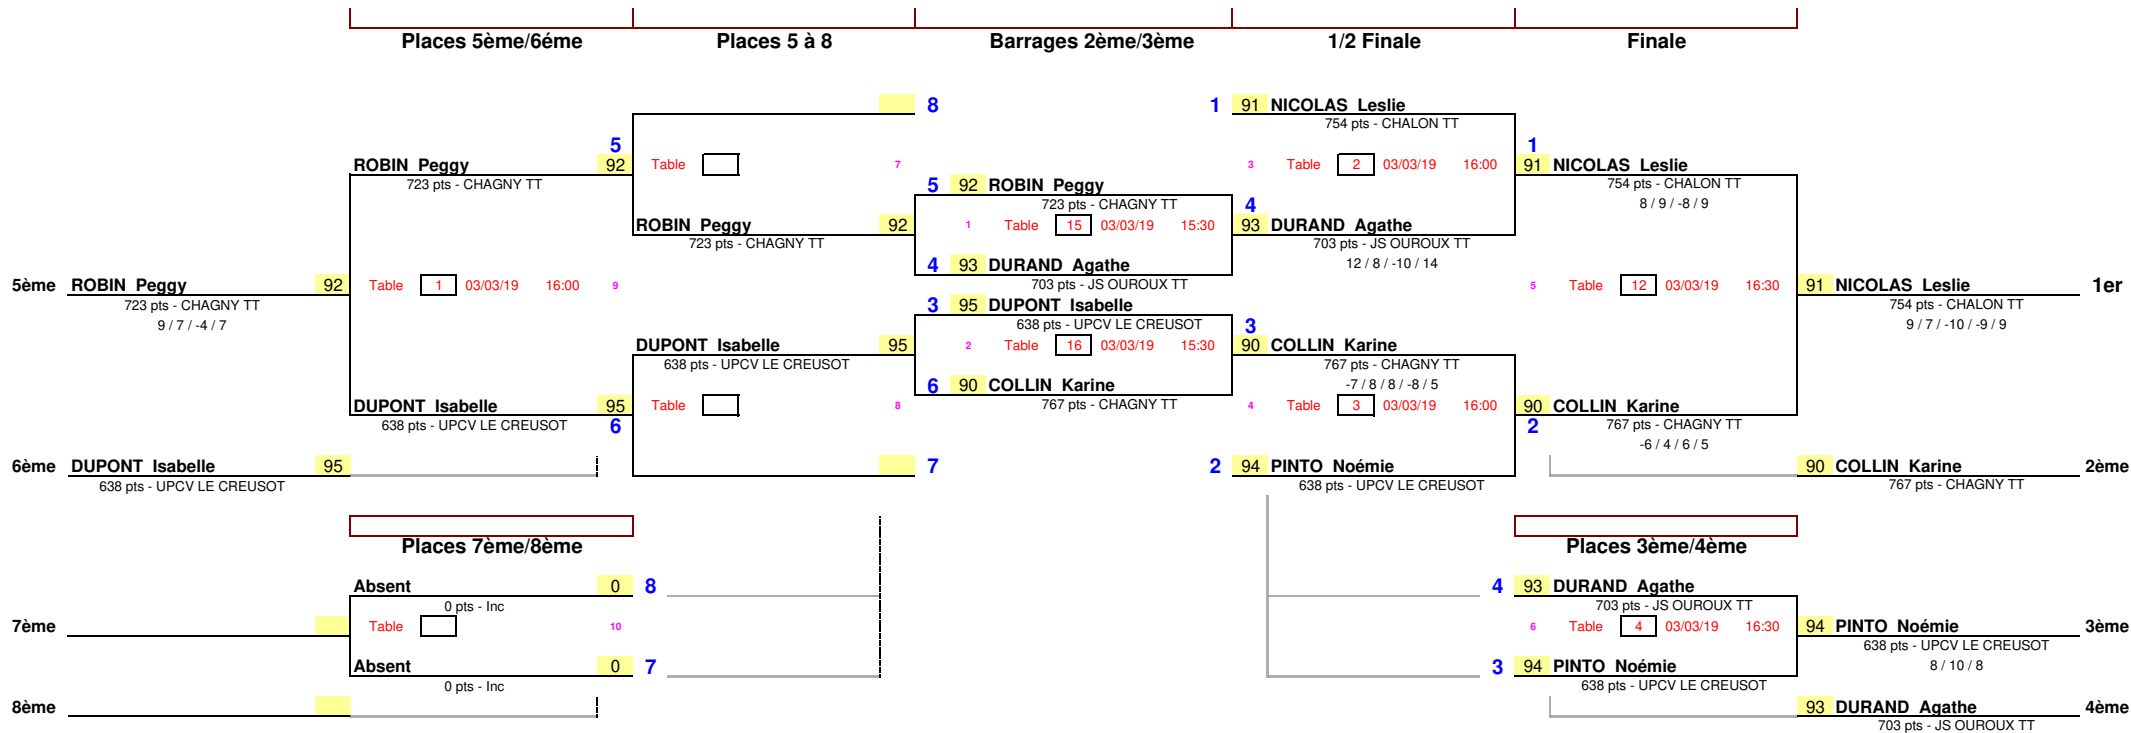 Places 5ème/6éme Places 5 à 8 Barrages 2ème/3ème 1/2 Finale Finale
8 1 91 NICOLAS Leslie
754 pts - CHALON TT
5 1
ROBIN Peggy 92 Table 7 3 Table 2 03/03/19 16:00 91 NICOLAS Leslie
723 pts - CHAGNY TT 5 92 ROBIN Peggy 754 pts - CHALON TT
723 pts - CHAGNY TT 4 8 / 9 / -8 / 9
ROBIN Peggy 92 1 Table 15 03/03/19 15:30 93 DURAND Agathe
723 pts - CHAGNY TT 703 pts - JS OUROUX TT
4 93 DURAND Agathe 12 / 8 / -10 / 14
5ème ROBIN Peggy 92 Table 1 03/03/19 16:00 9 703 pts - JS OUROUX TT 5 Table 12 03/03/19 16:30 91 NICOLAS Leslie 1er
723 pts - CHAGNY TT 3 95 DUPONT Isabelle 754 pts - CHALON TT
9 / 7 / -4 / 7 638 pts - UPCV LE CREUSOT 3 9 / 7 / -10 / -9 / 9
DUPONT Isabelle 95 2 Table 16 03/03/19 15:30 90 COLLIN Karine
638 pts - UPCV LE CREUSOT 767 pts - CHAGNY TT
6 90 COLLIN Karine -7 / 8 / 8 / -8 / 5
DUPONT Isabelle 95 Table 8 767 pts - CHAGNY TT 4 Table 3 03/03/19 16:00 90 COLLIN Karine
638 pts - UPCV LE CREUSOT 6 2 767 pts - CHAGNY TT
-6 / 4 / 6 / 5
6ème DUPONT Isabelle 95 7 2 94 PINTO Noémie 90 COLLIN Karine 2ème
638 pts - UPCV LE CREUSOT 638 pts - UPCV LE CREUSOT 767 pts - CHAGNY TT
Places 7ème/8ème Places 3ème/4ème
Absent 0 8 4 93 DURAND Agathe
0 pts - Inc 703 pts - JS OUROUX TT
7ème Table 10 6 Table 4 03/03/19 16:30 94 PINTO Noémie 3ème
638 pts - UPCV LE CREUSOT
Absent 0 7 3 94 PINTO Noémie 8 / 10 / 8
0 pts - Inc 638 pts - UPCV LE CREUSOT
8ème 93 DURAND Agathe 4ème
703 pts - JS OUROUX TT